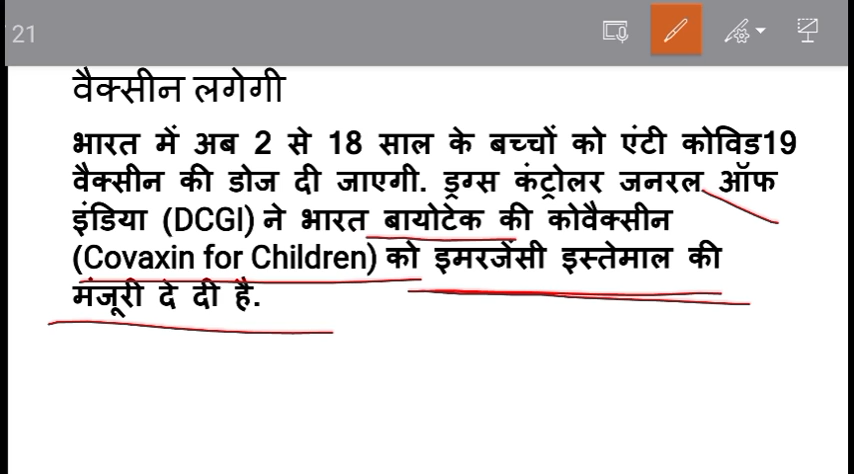 21
वैक्सीन लगेगी
भारत में अब 2 से 18 साल के बच्चों को एंटी कोविड19
वैक्सीन की डोज दी जाएगी. ड्रग्स कंट्रोलर जनरल ऑफ
इंडिया (DCGI) ने भारत बायोटेक की कोवैक्सीन
(Covaxin for Children) को इमरजेंसी इस्तेमाल की
मंजूरी दे दी है.